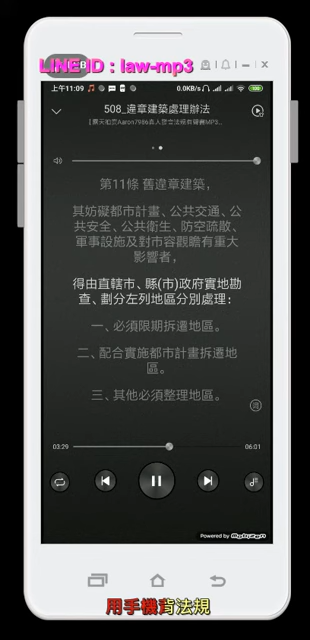 LINE ID：law-mp3
上午11:09
0.0KB/s
508_違章建築處理辦法
第11條 舊違章建築，
其妨礙都市計畫、公共交通、公
共安全、公共衛生、防空疏散、
軍事設施及對市容觀瞻有重大
影響者，
得由直轄市、縣(市)政府實地勘
查、劃分左列地區分別處理：
一、必須限期拆遷地區。
二、配合實施都市計畫拆遷地
區。
三、其他必須整理地區。
詞
03:29
06:01
Powered by
用手機背法規